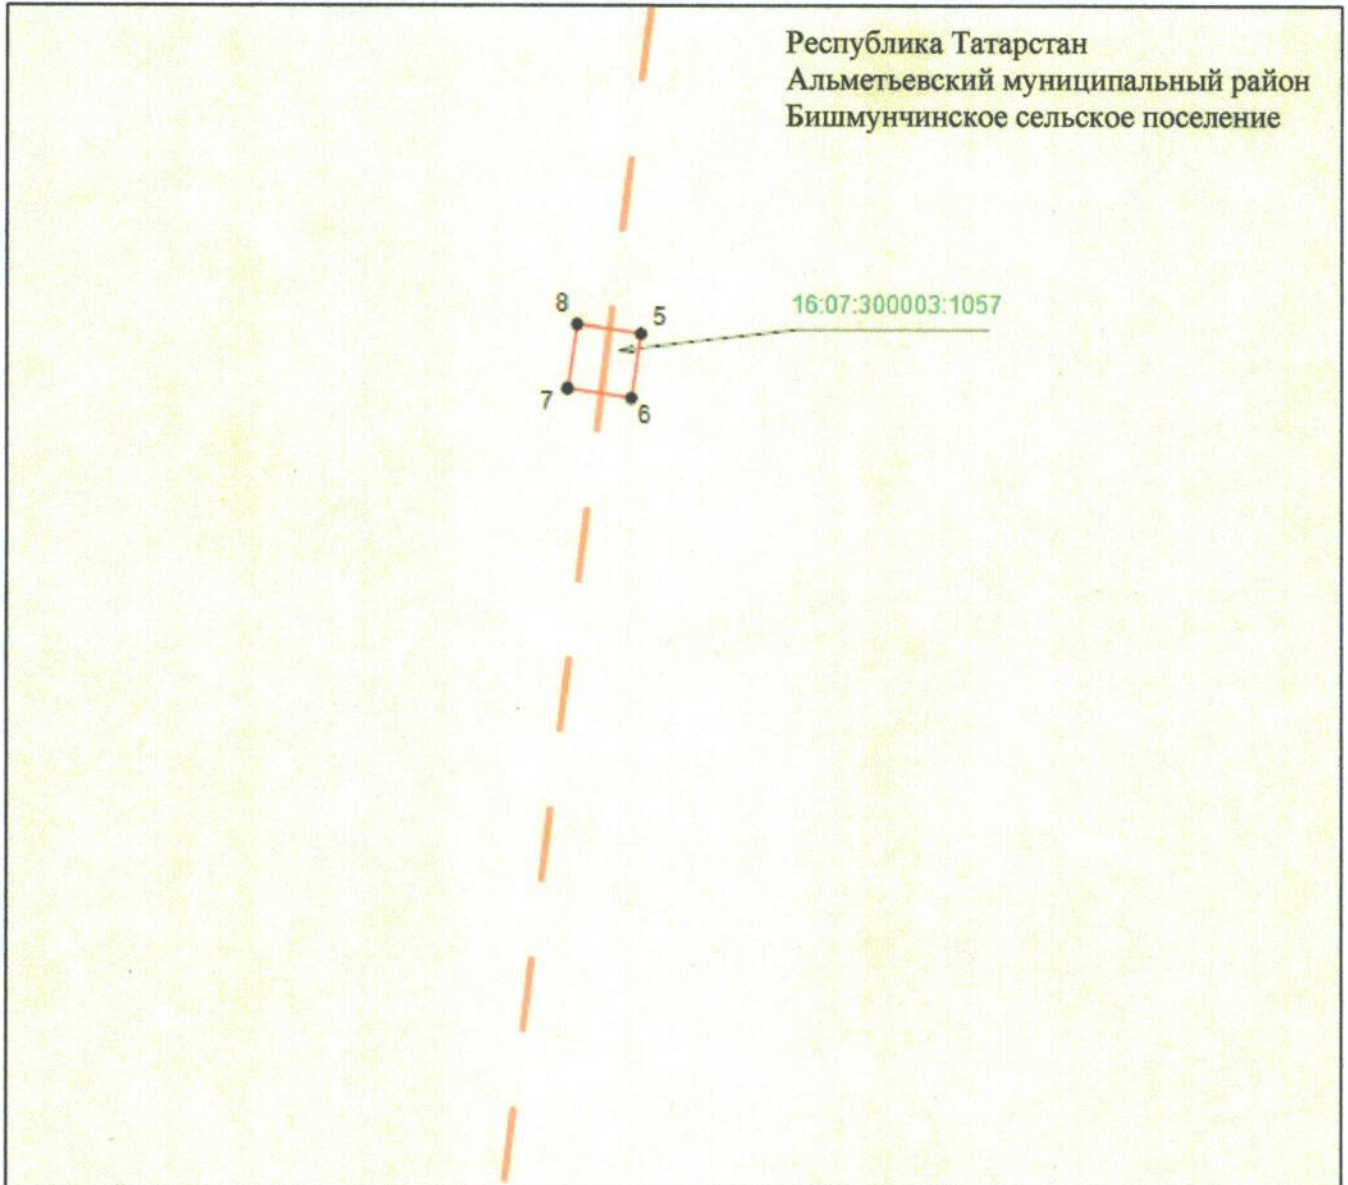 Республика Татарстан
Альметьевский муниципальный район
Бишмунчинское сельское поселение
16:07:300003:1057
8
5
7
6